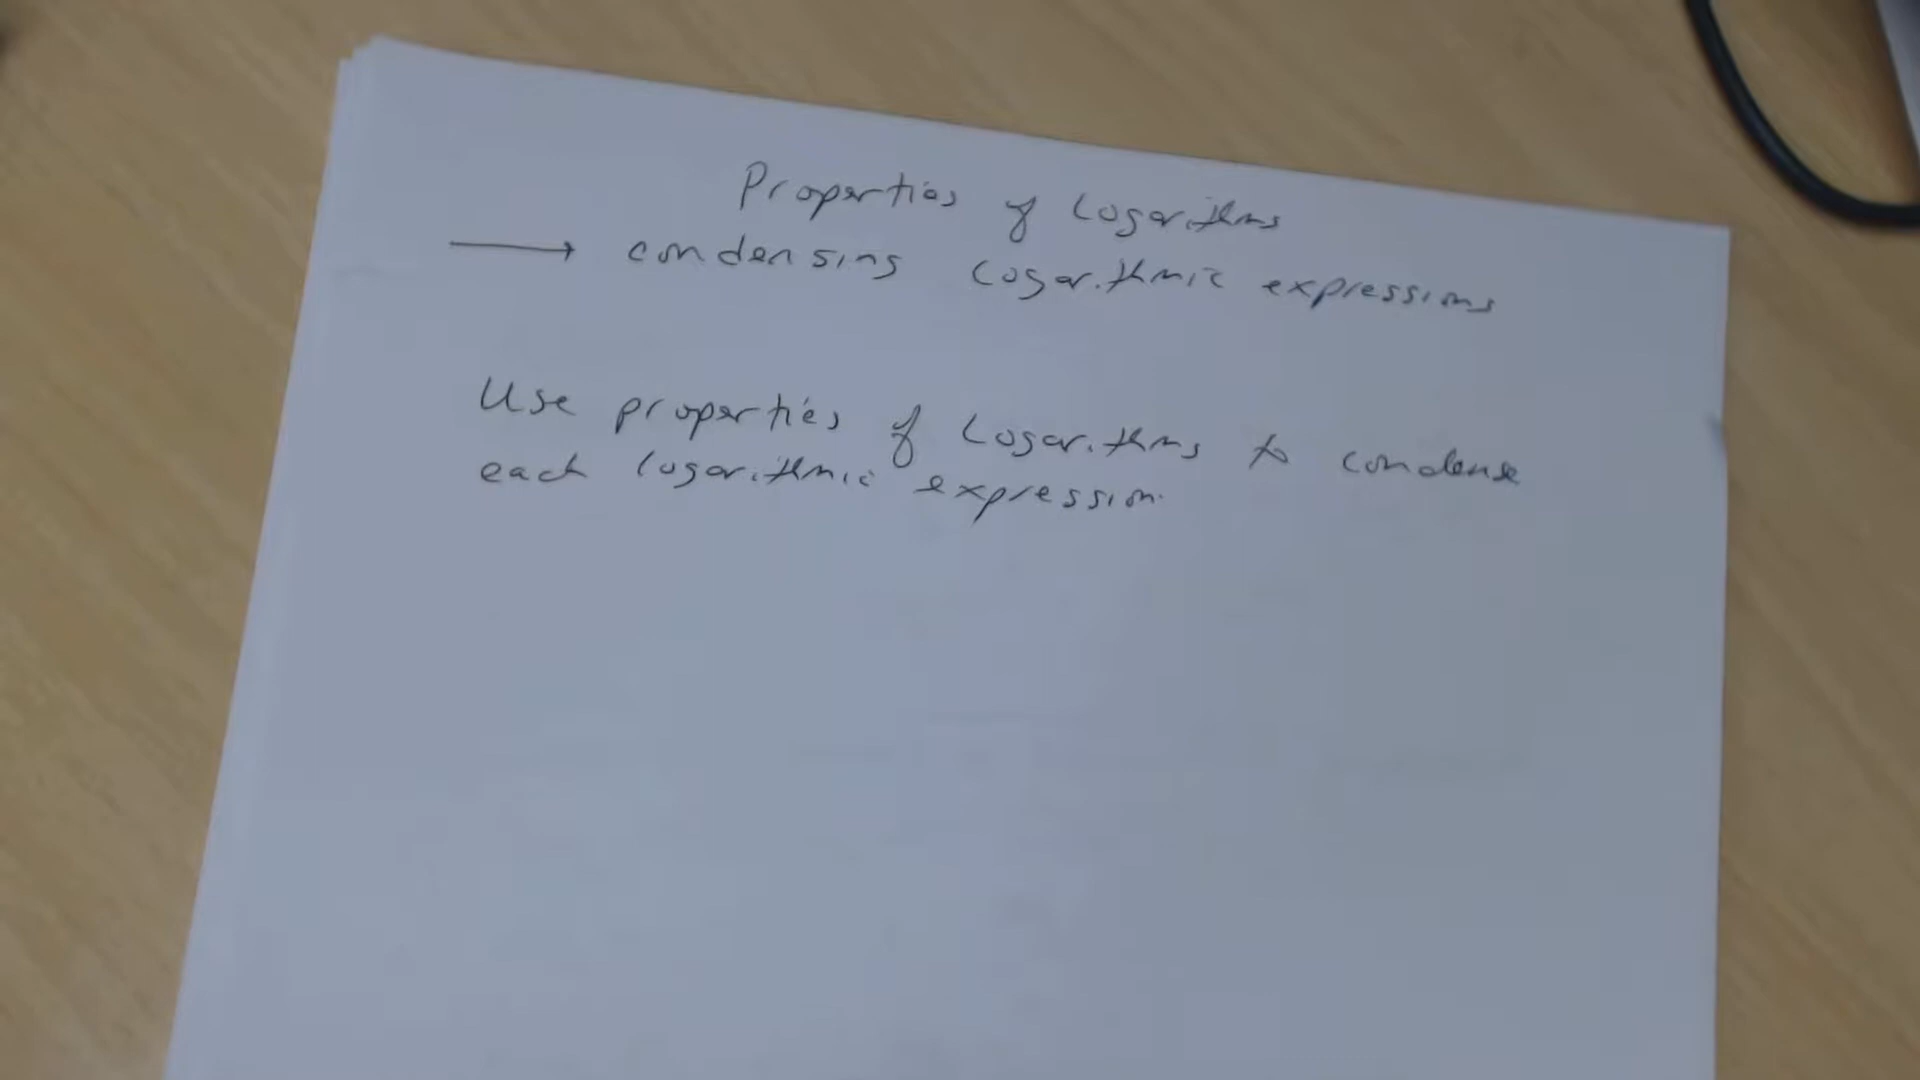 Properties of Logarithms
→ condensing logarithmic expressions
Use properties of Logarithms to condense
each logarithmic expression.